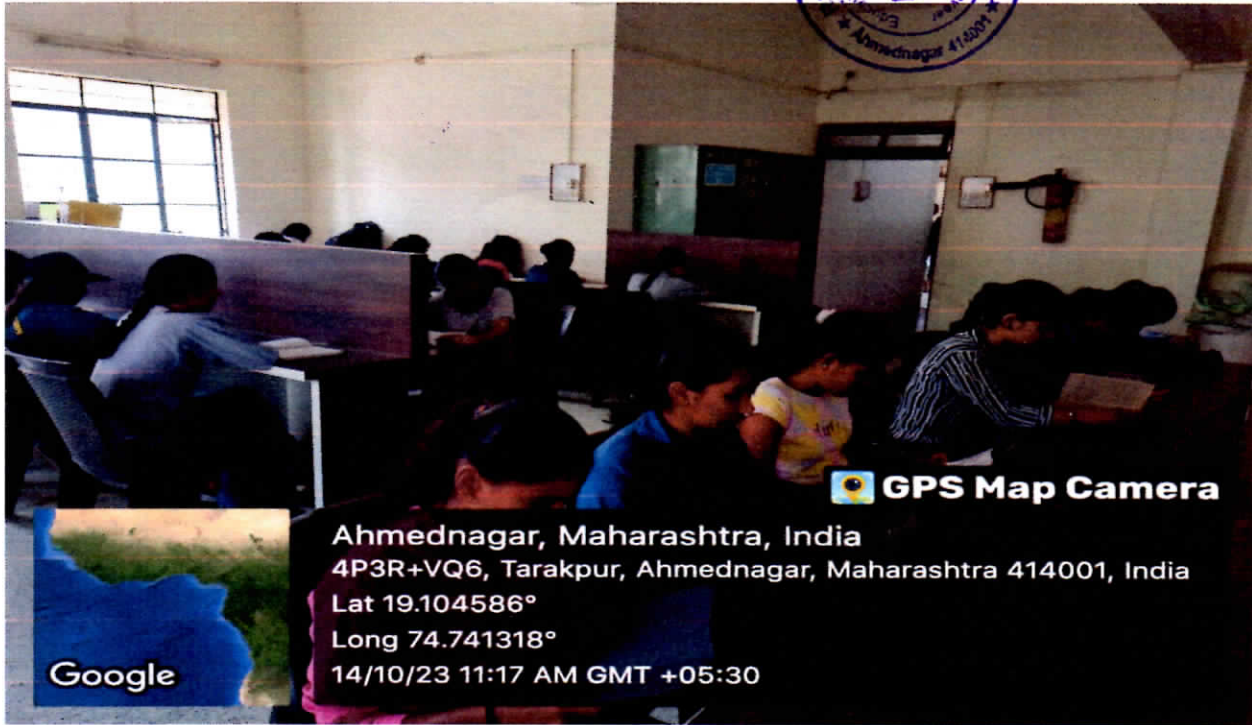 Ahmednagar 414001
GPS Map Camera
Ahmednagar, Maharashtra, India
4P3R+VQ6, Tarakpur, Ahmednagar, Maharashtra 414001, India
Lat 19.104586°
Long 74.741318°
14/10/23 11:17 AM GMT +05:30
Google